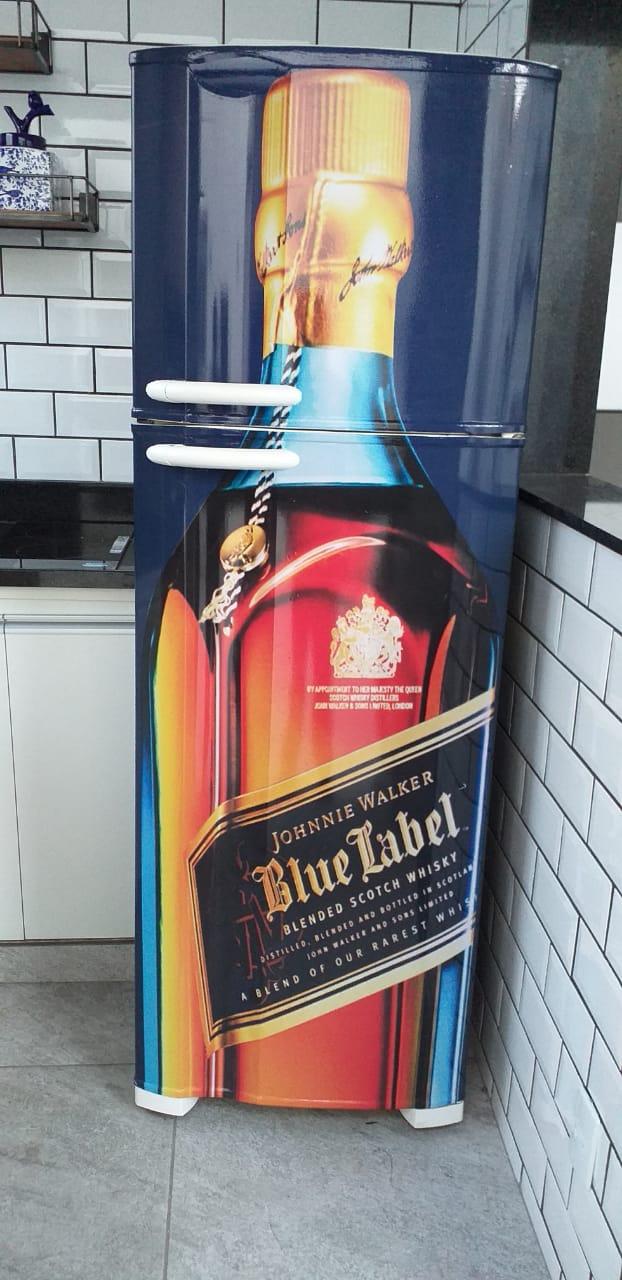 BY APPOINTMENT TO HER MAJESTY THE QUEEN
SCOTCH WHISKY DISTILLERS
JOHN WALKER & SONS LIMITED, LONDON
JOHNNIE WALKER
Blue Label
BLENDED SCOTCH WHISKY
DISTILLED, BLENDED AND BOTTLED IN SCOTLAN
JOHN WALKER AND SONS LIMITED
A BLEND OF OUR RAREST WHIS